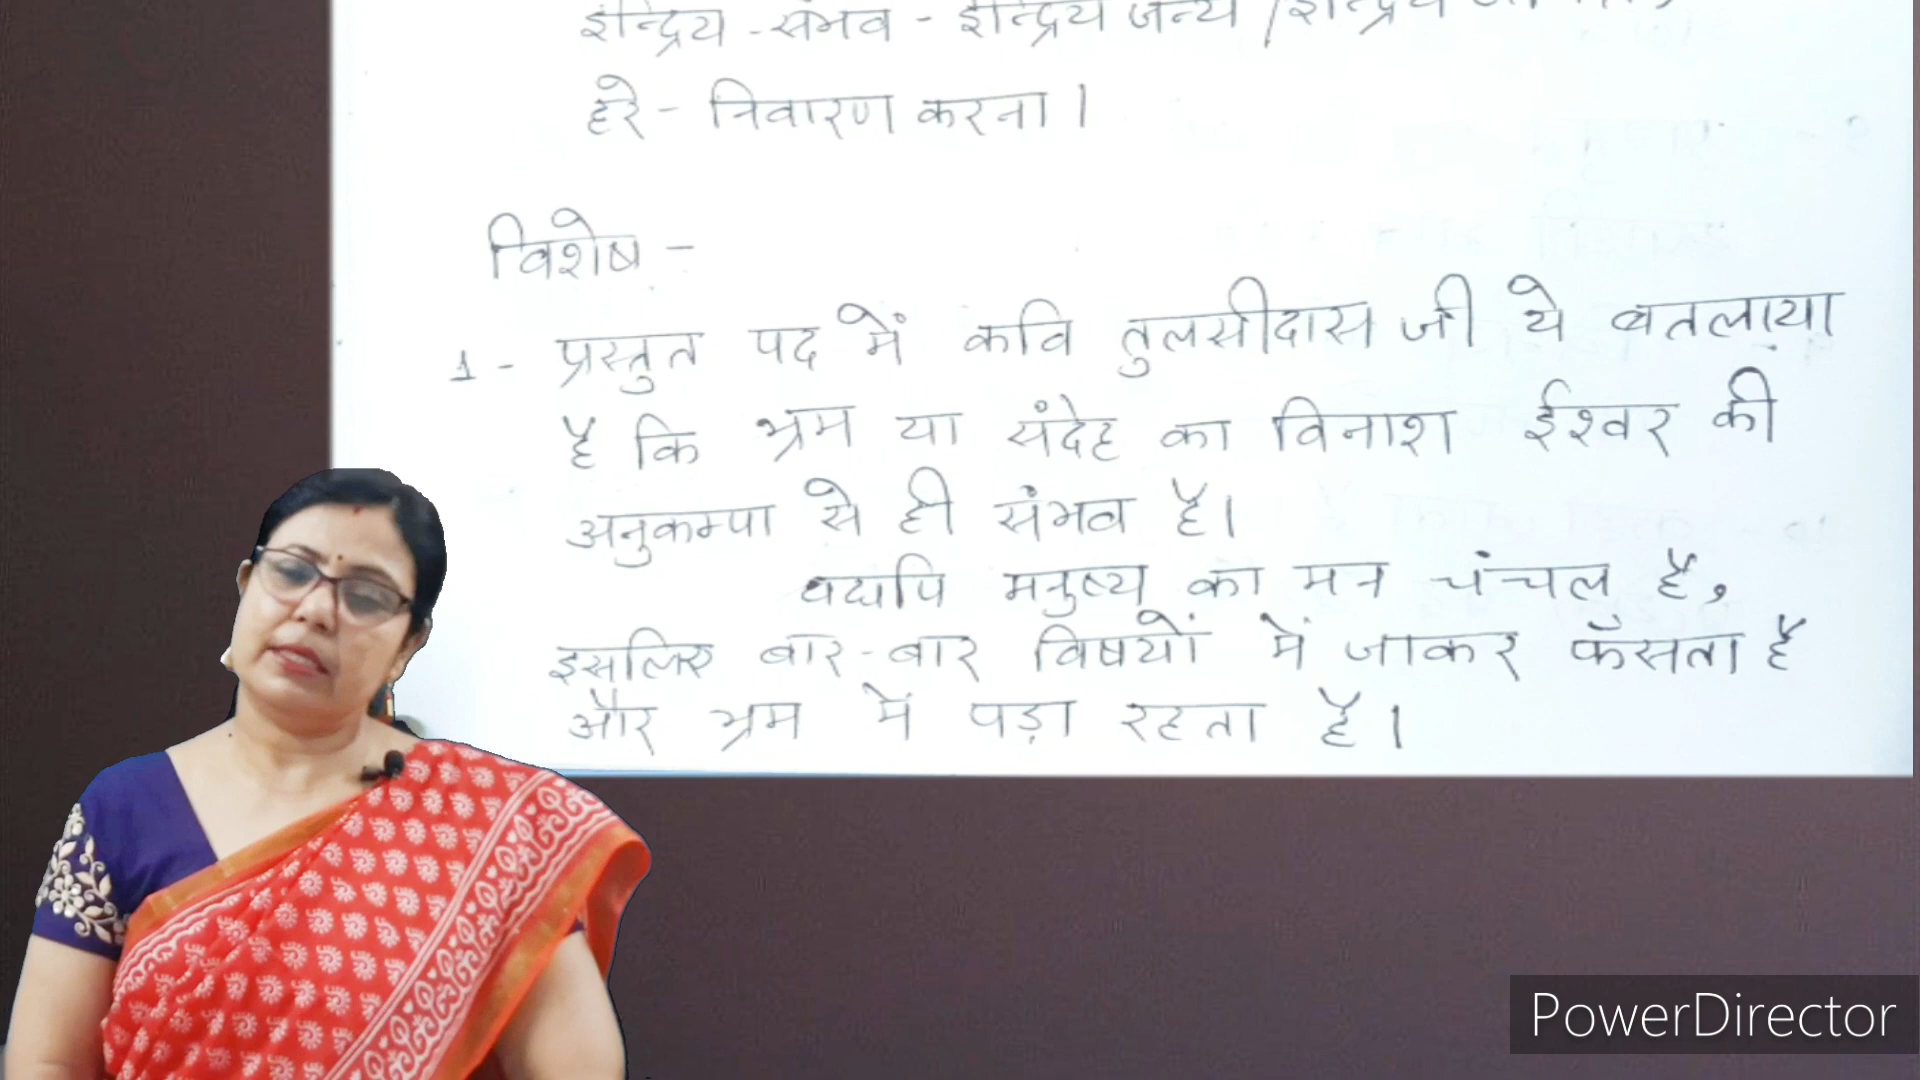 इन्द्रिय - संभव - इन्द्रिय जन्य / इन्द्रिय
हरे - निवारण करना।
विशेष -
1 - प्रस्तुत पद में कवि तुलसीदास जी ये बतलाया
है कि भ्रम या संदेह का विनाश ईश्वर की
अनुकम्पा से ही संभव है।
यद्यपि मनुष्य का मन चंचल है,
इसलिए बार-बार विषयों में जाकर फँसता है
और भ्रम में पड़ा रहता है।
PowerDirector